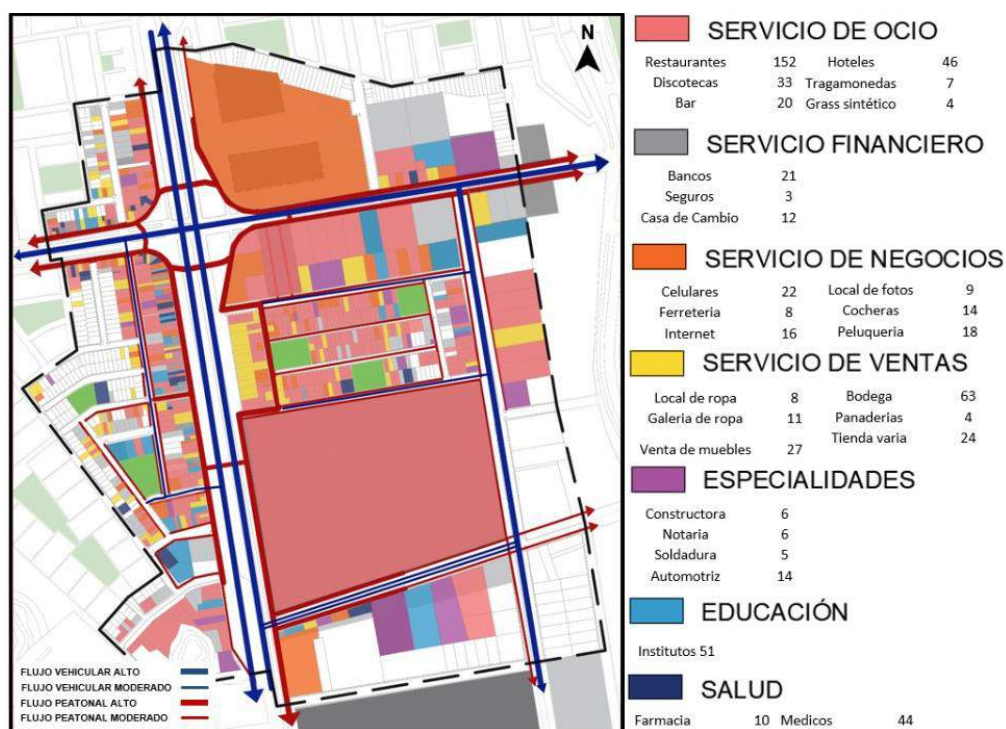 N
FLUJO VEHICULAR ALTO
FLUJO VEHICULAR MODERADO
FLUJO PEATONAL ALTO
FLUJO PEATONAL MODERADO
SERVICIO DE OCIO
Restaurantes 152 Hoteles 46
Discotecas 33 Tragamonedas 7
Bar 20 Grass sintético 4
SERVICIO FINANCIERO
Bancos 21
Seguros 3
Casa de Cambio 12
SERVICIO DE NEGOCIOS
Celulares 22 Local de fotos 9
Ferreteria 8 Cocheras 14
Internet 16 Peluqueria 18
SERVICIO DE VENTAS
Local de ropa 8 Bodega 63
Galeria de ropa 11 Panaderias 4
Venta de muebles 27 Tienda varia 24
ESPECIALIDADES
Constructora 6
Notaria 6
Soldadura 5
Automotriz 14
EDUCACIÓN
Institutos 51
SALUD
Farmacia 10 Medicos 44